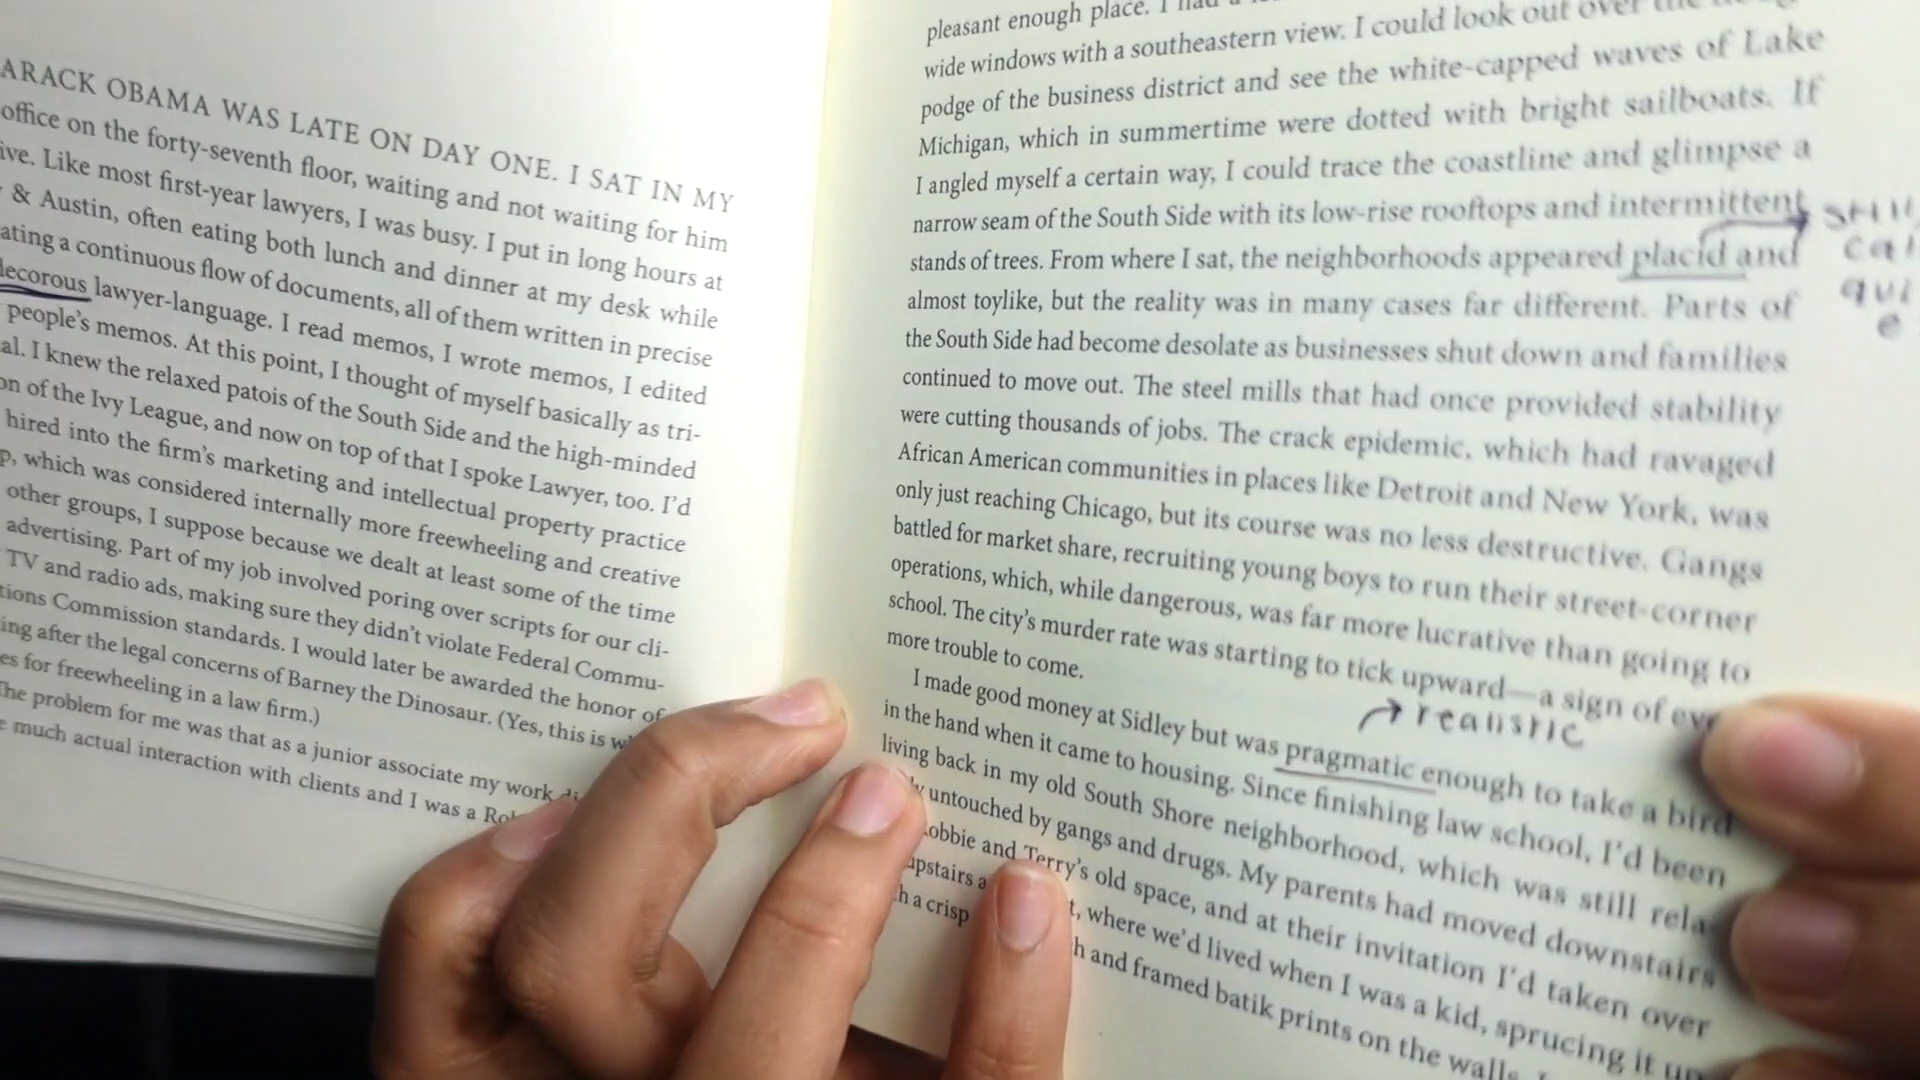 ARACK OBAMA WAS LATE ON DAY ONE. I SAT IN MY
office on the forty-seventh floor, waiting and not waiting for him
ive. Like most first-year lawyers, I was busy. I put in long hours at
& Austin, often eating both lunch and dinner at my desk while
ating a continuous flow of documents, all of them written in precise
decorous lawyer-language. I read memos, I wrote memos, I edited
people's memos. At this point, I thought of myself basically as tri-
al. I knew the relaxed patois of the South Side and the high-minded
on of the Ivy League, and now on top of that I spoke Lawyer, too. I'd
hired into the firm's marketing and intellectual property practice
p, which was considered internally more freewheeling and creative
other groups, I suppose because we dealt at least some of the time
advertising. Part of my job involved poring over scripts for our cli-
TV and radio ads, making sure they didn't violate Federal Commu-
tions Commission standards. I would later be awarded the honor of
ing after the legal concerns of Barney the Dinosaur. (Yes, this is
es for freewheeling in a law firm.)
The problem for me was that as a junior associate my work
e much actual interaction with clients and I was a
pleasant enough place. I had a
wide windows with a southeastern view. I could look out over the
podge of the business district and see the white-capped waves of Lake
Michigan, which in summertime were dotted with bright sailboats. If
I angled myself a certain way, I could trace the coastline and glimpse a
narrow seam of the South Side with its low-rise rooftops and intermittent
stands of trees. From where I sat, the neighborhoods appeared placid and
almost toylike, but the reality was in many cases far different. Parts of
the South Side had become desolate as businesses shut down and families
continued to move out. The steel mills that had once provided stability
were cutting thousands of jobs. The crack epidemic, which had ravaged
African American communities in places like Detroit and New York, was
only just reaching Chicago, but its course was no less destructive. Gangs
battled for market share, recruiting young boys to run their street-corner
operations, which, while dangerous, was far more lucrative than going to
school. The city's murder rate was starting to tick upward—a sign of
more trouble to come.
realistic
I made good money at Sidley but was pragmatic enough to take a bird
in the hand when it came to housing. Since finishing law school, I'd been
living back in my old South Shore neighborhood, which was still rela
untouched by gangs and drugs. My parents had moved downstairs
obbie and Terry's old space, and at their invitation I'd taken over
upstairs a t, where we'd lived when I was a kid, sprucing it up
h a crisp h and framed batik prints on the walls.